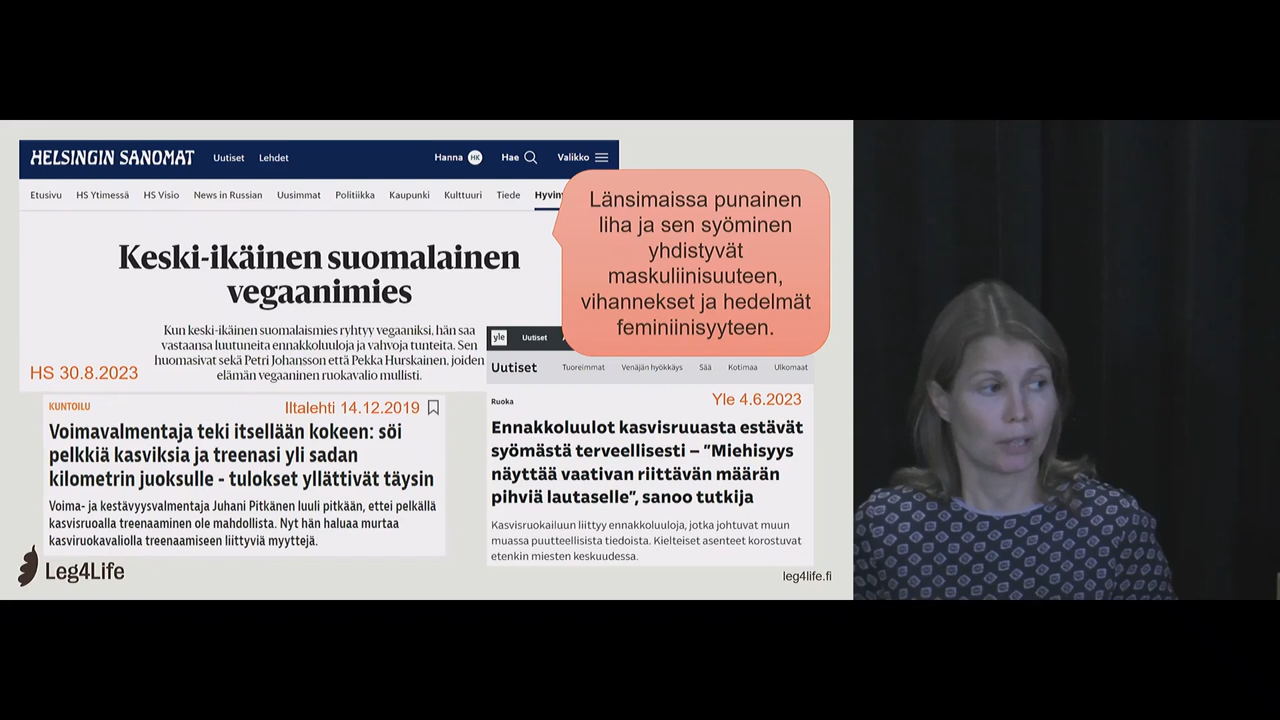 HELSINGIN SANOMAT Uutiset Lehdet Hanna HK Hae Valikko
Etusivu HS Ytimessä HS Visio News in Russian Uusimmat Politiikka Kaupunki Kulttuuri Tiede
Keski-ikäinen suomalainen
vegaanimies
Kun keski-ikäinen suomalaismies ryhtyy vegaaniksi, hän saa
vastaansa luutuneita ennakkoluuloja ja vahvoja tunteita. Sen
huomasivat sekä Petri Johansson että Pekka Hurskainen, joiden
elämän vegaaninen ruokavalio mullisti.
HS 30.8.2023
Länsimaissa punainen
liha ja sen syöminen
yhdistyvät
maskuliinisuuteen,
vihannekset ja hedelmät
feminiinisyyteen.
KUNTOILU Iltalehti 14.12.2019
Voimavalmentaja teki itsellään kokeen: söi
pelkkiä kasviksia ja treenasi yli sadan
kilometrin juoksulle - tulokset yllättivät täysin
Voima- ja kestävyysvalmentaja Juhani Pitkänen luuli pitkään, ettei pelkällä
kasvisruoalla treenaaminen ole mahdollista. Nyt hän haluaa murtaa
kasviruokavaliolla treenaamiseen liittyviä myyttejä.
yle Uutiset
Uutiset Tuoreimmat Venäjän hyökkäys Sää Kotimaa Ulkomaat
Ruoka Yle 4.6.2023
Ennakkoluulot kasvisruuasta estävät
syömästä terveellisesti – ”Miehisyys
näyttää vaativan riittävän määrän
pihviä lautaselle”, sanoo tutkija
Kasvisruokailuun liittyy ennakkoluuloja, jotka johtuvat muun
muassa puutteellisista tiedoista. Kielteiset asenteet korostuvat
etenkin miesten keskuudessa.
Leg4Life
leg4life.fi